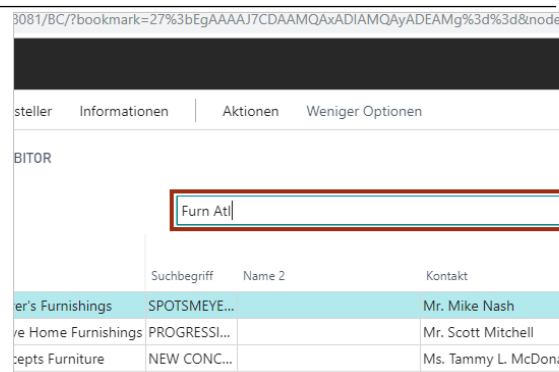 3081/BC/?bookmark=27%3bEgAAAAJ7CDAAMQAxADIAMQAyADEAMg%3d%3d&node
steller Informationen Aktionen Weniger Optionen
BITOR
Furn Atl
Suchbegriff Name 2 Kontakt
er's Furnishings SPOTSMEYE... Mr. Mike Nash
ve Home Furnishings PROGRESSI... Mr. Scott Mitchell
cepts Furniture NEW CONC... Ms. Tammy L. McDona